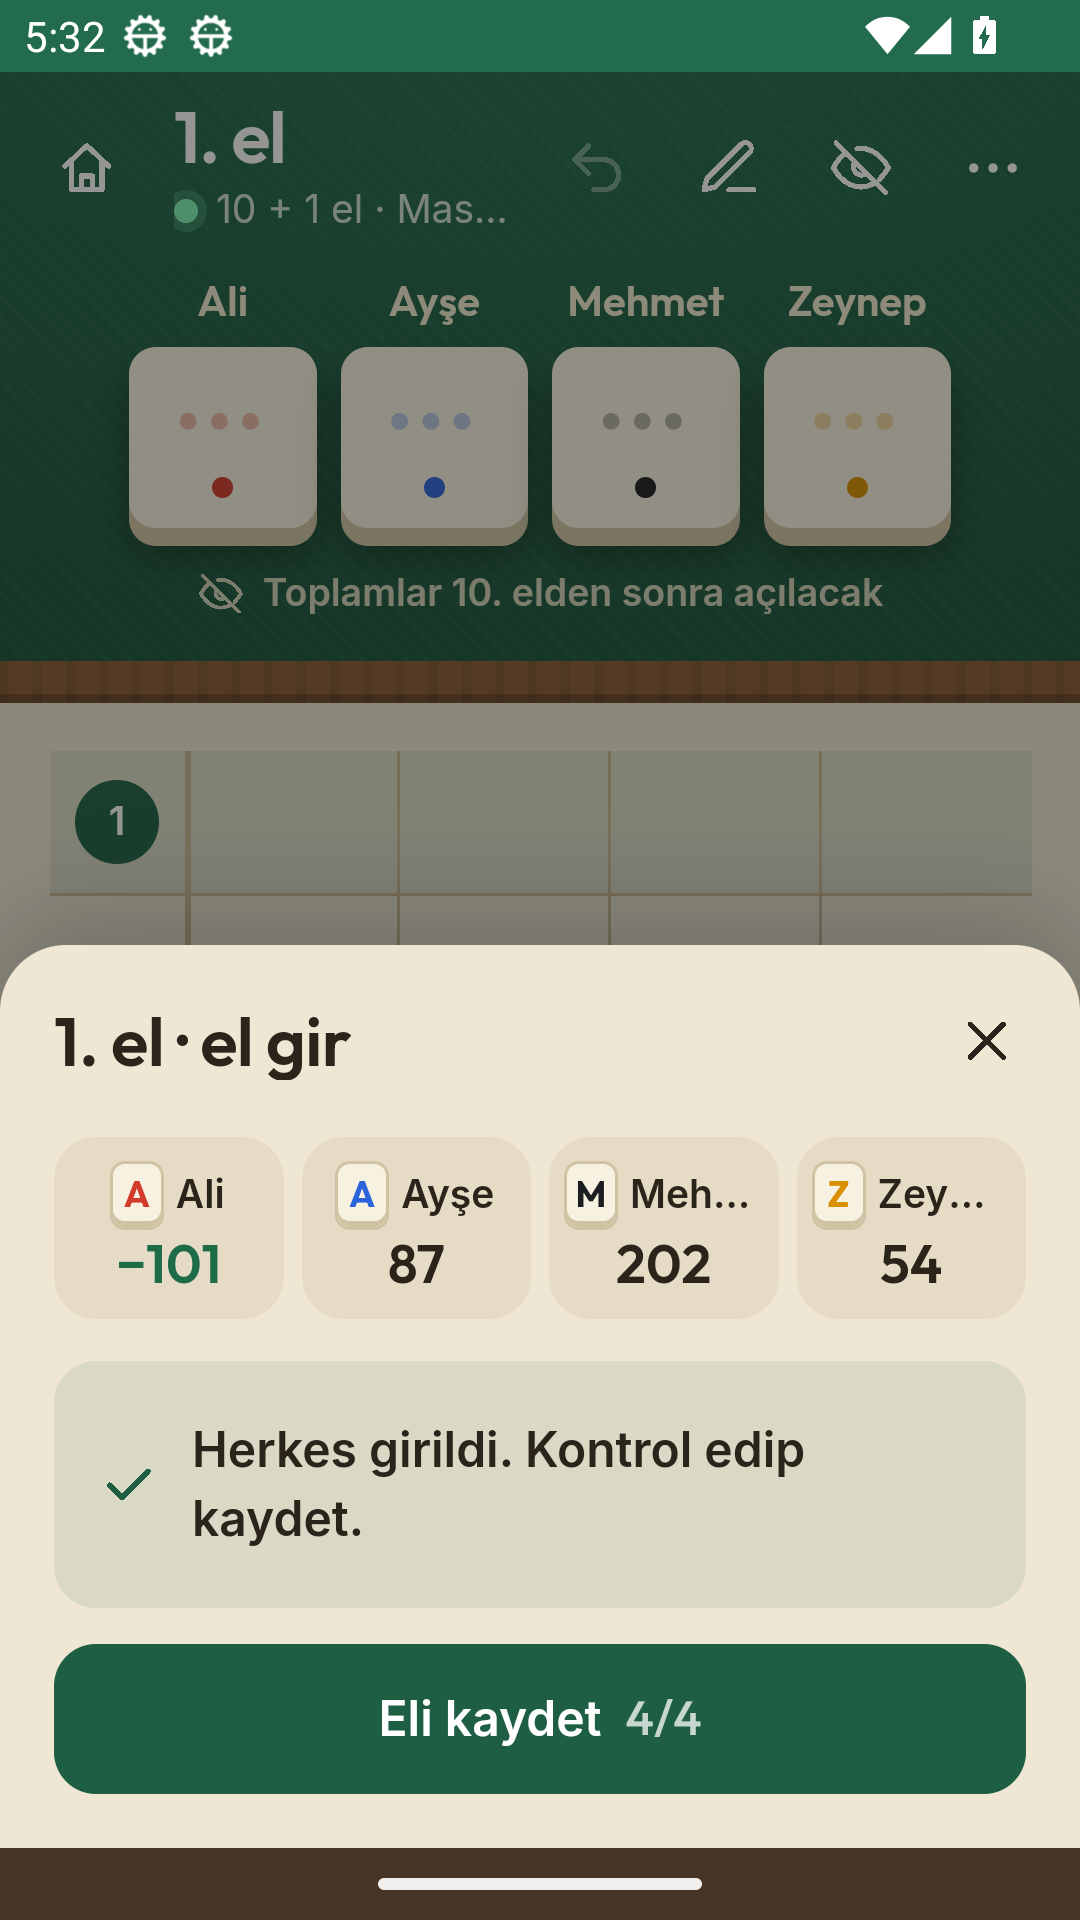 5:32
1. el
10 + 1 el · Mas...
Ali Ayşe Mehmet Zeynep
Toplamlar 10. elden sonra açılacak
1
1. el · el gir
A Ali A Ayşe M Meh... Z Zey...
−101 87 202 54
Herkes girildi. Kontrol edip
kaydet.
Eli kaydet 4/4